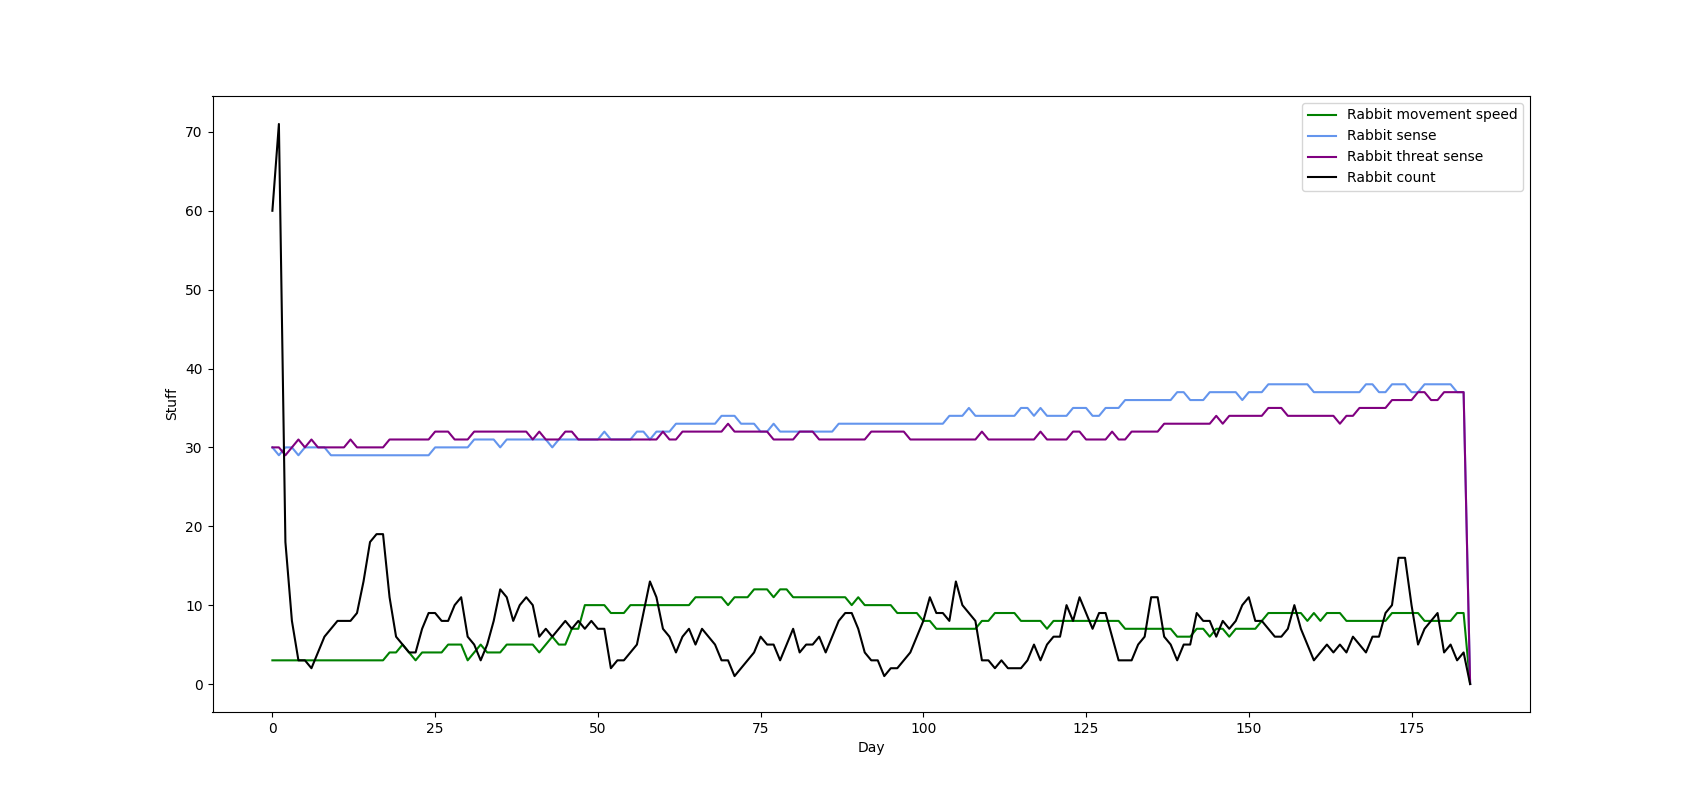 Rabbit movement speed
Rabbit sense
Rabbit threat sense
Rabbit count
70
60
50
40
30
20
10
0
Stuff
0 25 50 75 100 125 150 175
Day